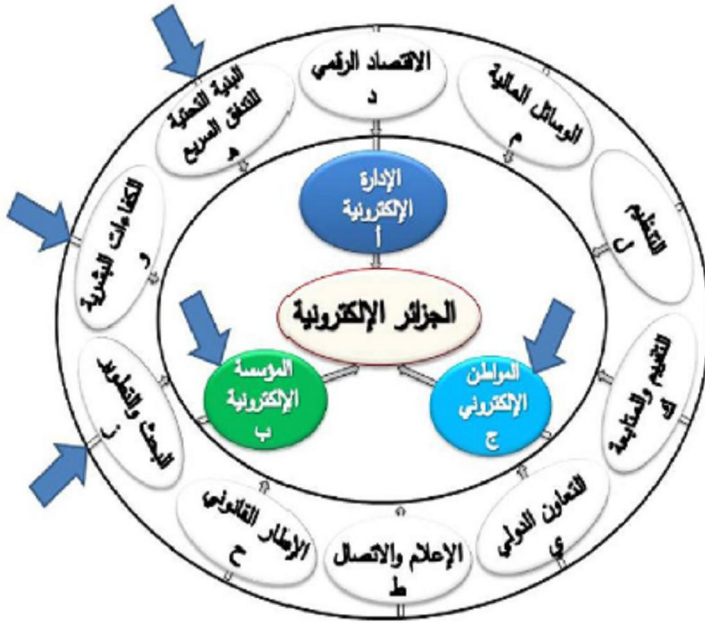 الاقتصاد الرقمي
د
الوسائل المالية
م
التنظيم
ل
التقييم والمتابعة
ك
التعاون الدولي
ي
الإعلام والاتصال
ط
الإطار القانوني
ح
البحث والتطوير
ز
الكفاءات البشرية
و
البنية التحتية
للتدفق السريع
هـ
الإدارة
الإلكترونية
أ
الجزائر الإلكترونية
المؤسسة
الإلكترونية
ب
المواطن
الإلكتروني
ج